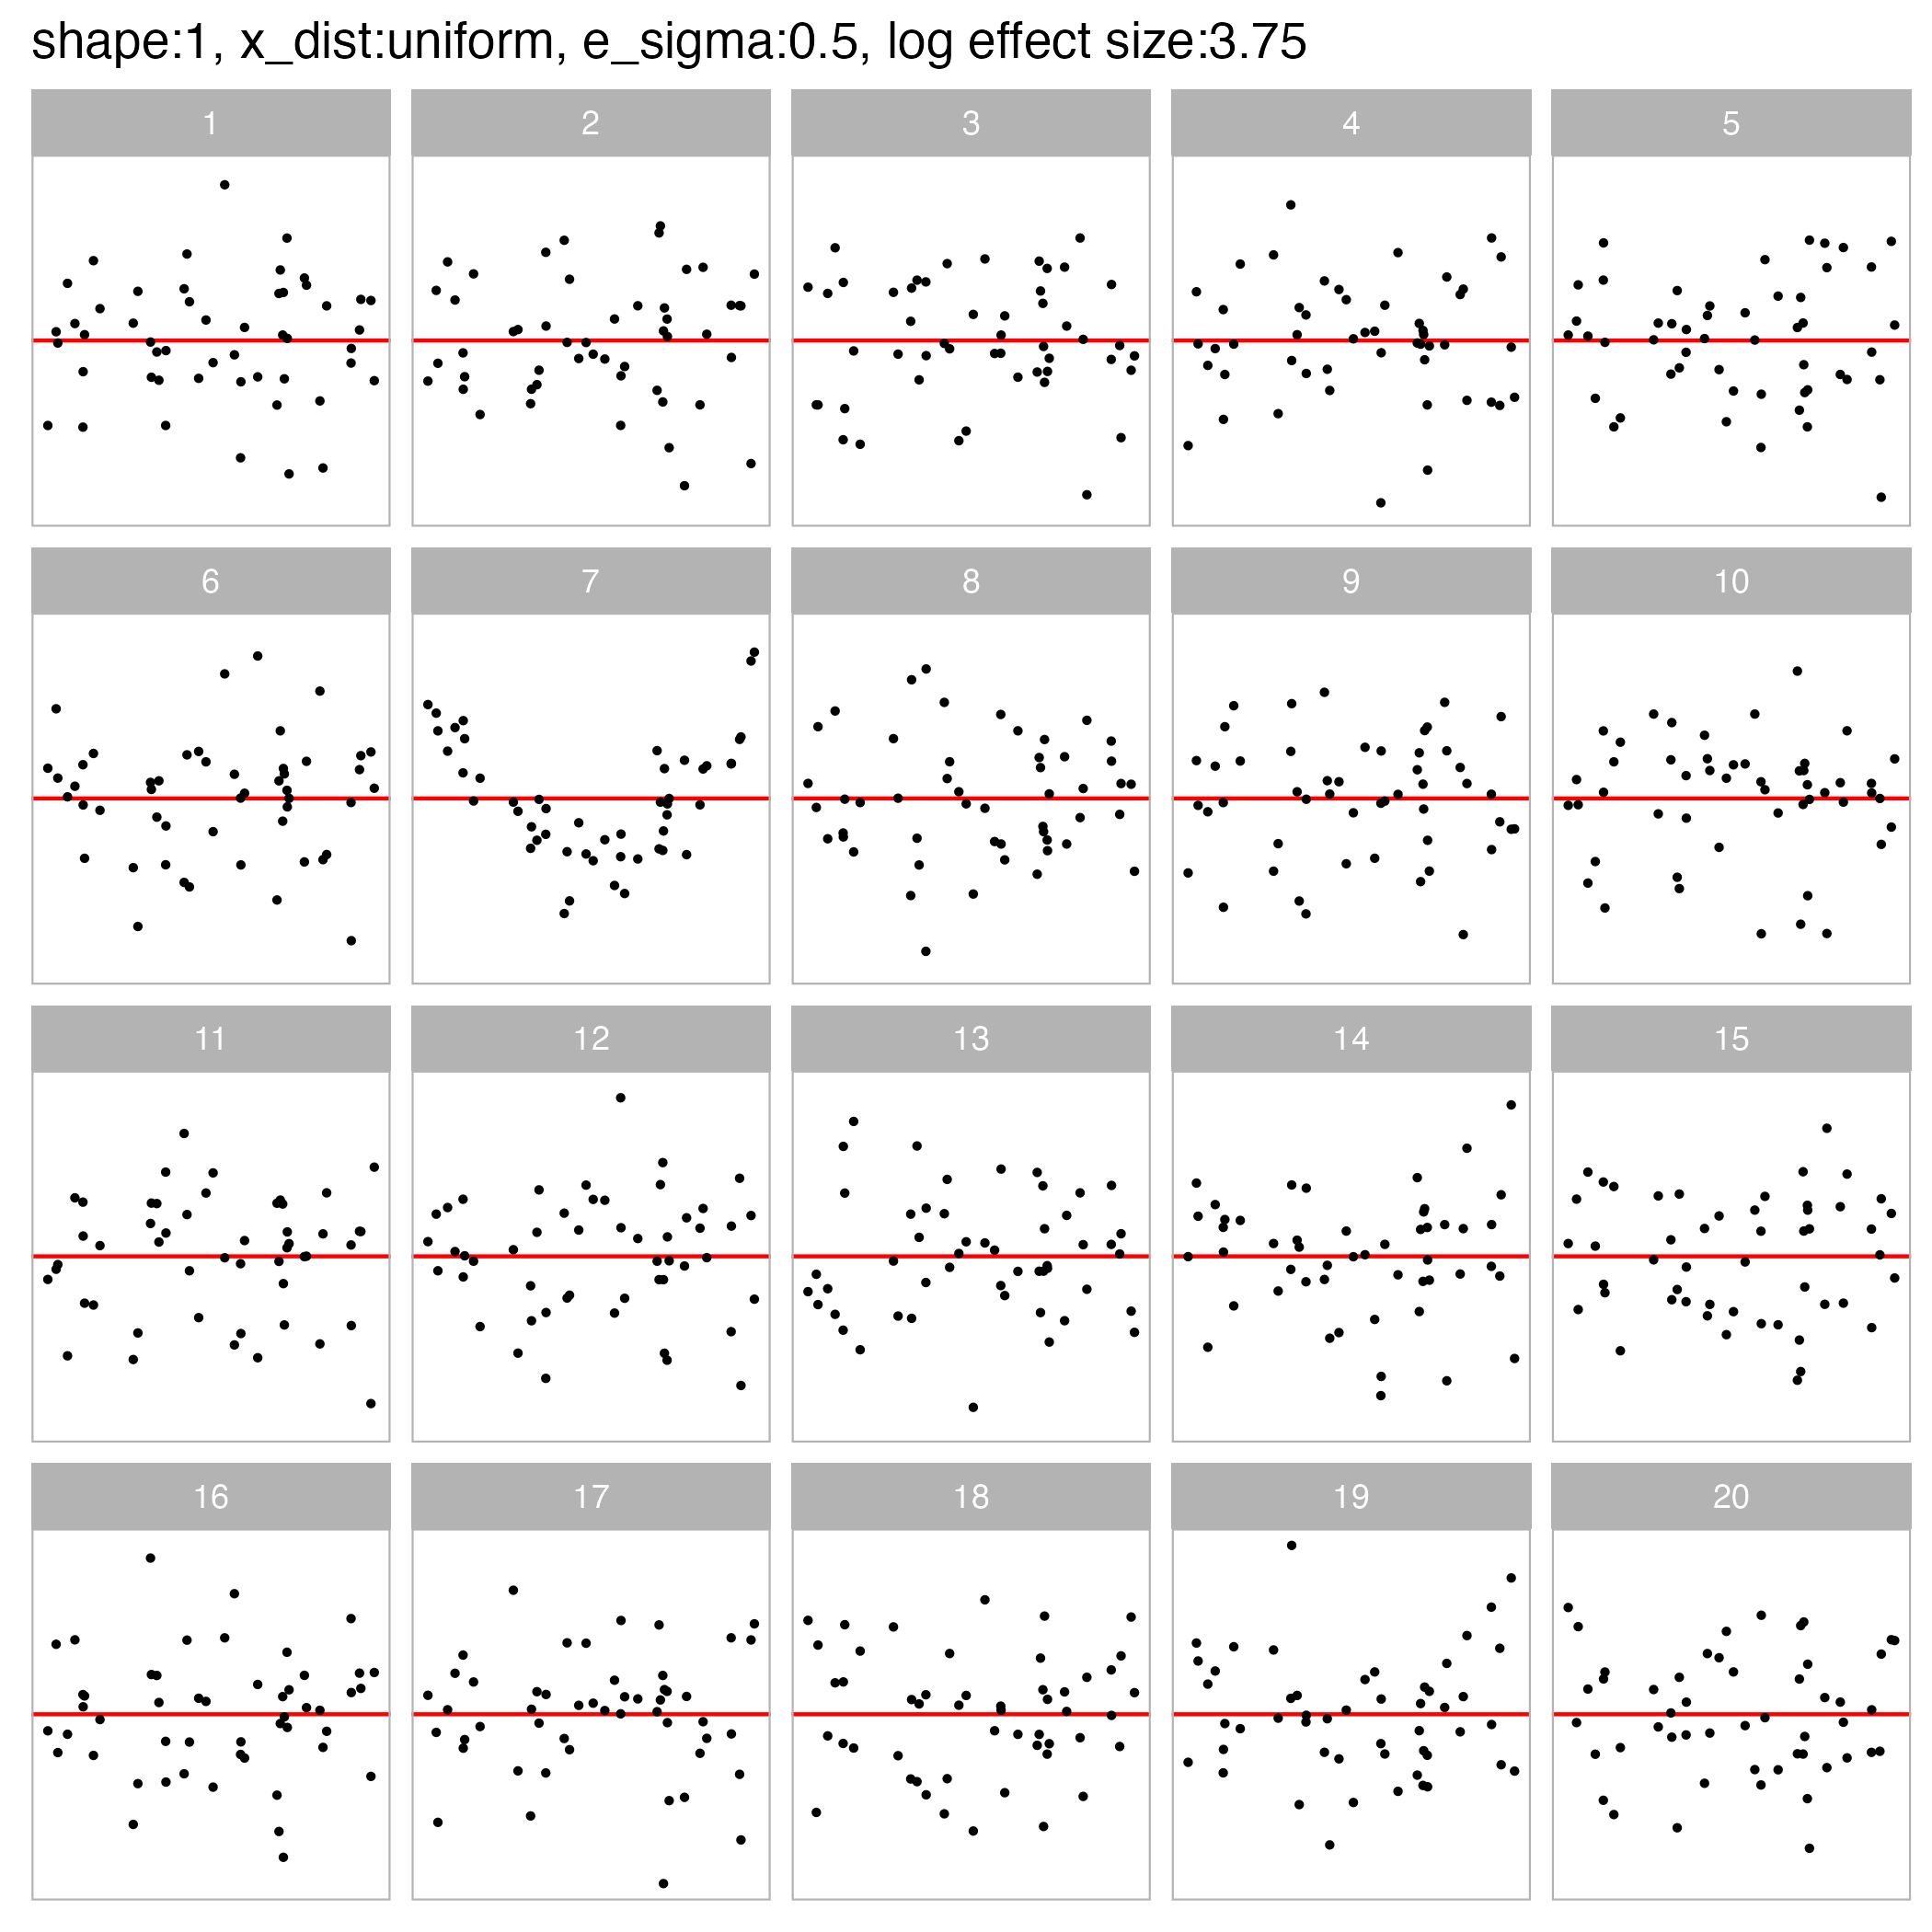 shape:1, x_dist:uniform, e_sigma:0.5, log effect size:3.75
1 2 3 4 5
6 7 8 9 10
11 12 13 14 15
16 17 18 19 20